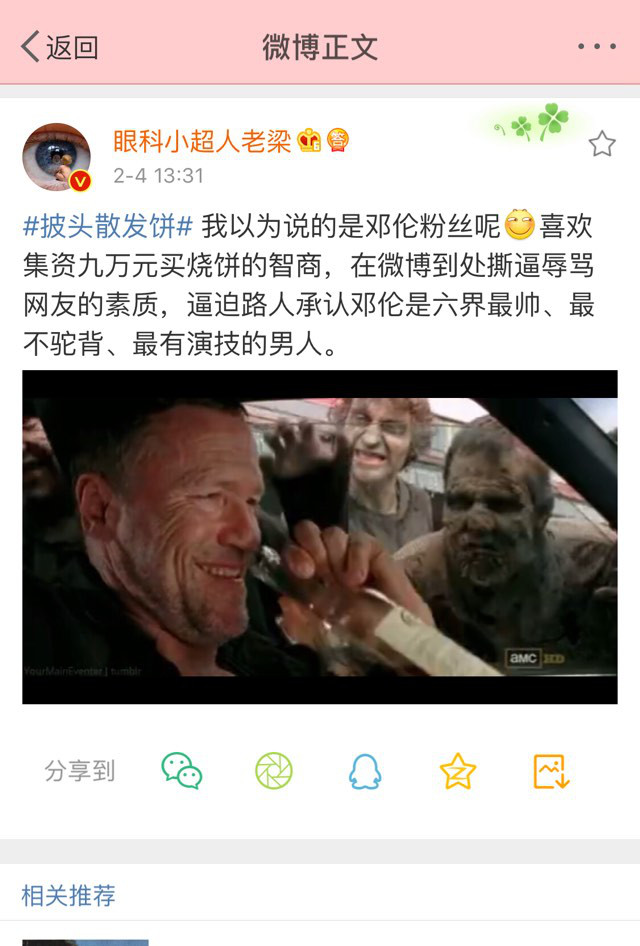 返回
微博正文
眼科小超人老梁
2-4 13:31
#披头散发饼# 我以为说的是邓伦粉丝呢喜欢
集资九万元买烧饼的智商，在微博到处撕逼辱骂
网友的素质，逼迫路人承认邓伦是六界最帅、最
不驼背、最有演技的男人。
YourMainEventer | tumblr
amc HD
分享到
相关推荐